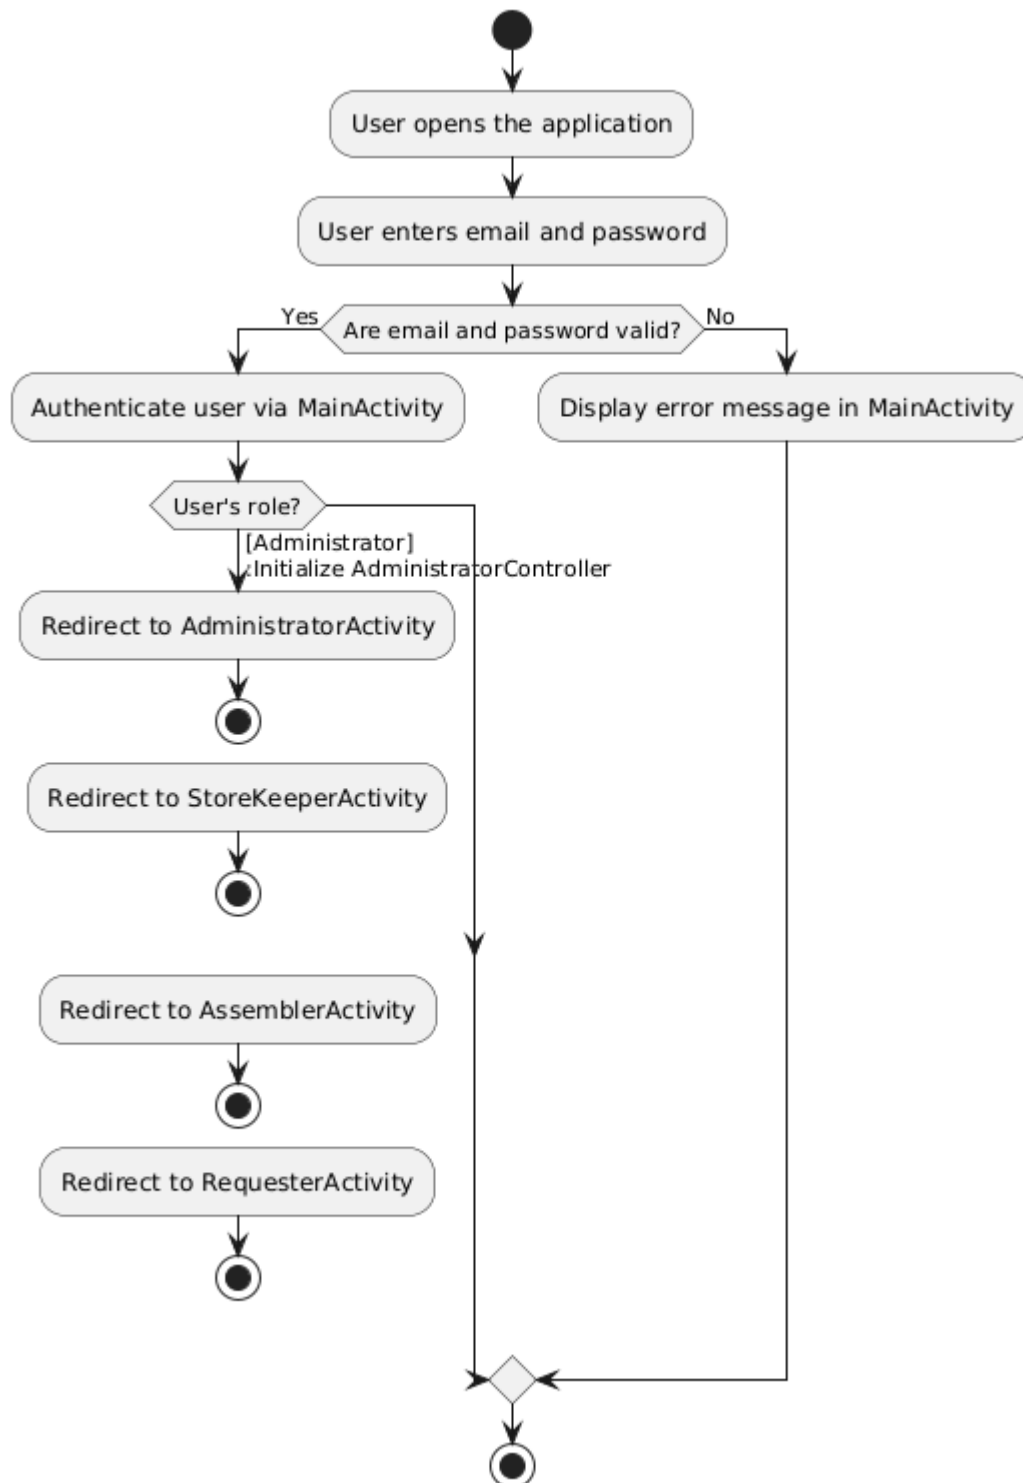 User opens the application
User enters email and password
Yes
Are email and password valid?
No
Authenticate user via MainActivity
Display error message in MainActivity
User's role?
[Administrator]
:Initialize AdministratorController
Redirect to AdministratorActivity
Redirect to StoreKeeperActivity
Redirect to AssemblerActivity
Redirect to RequesterActivity